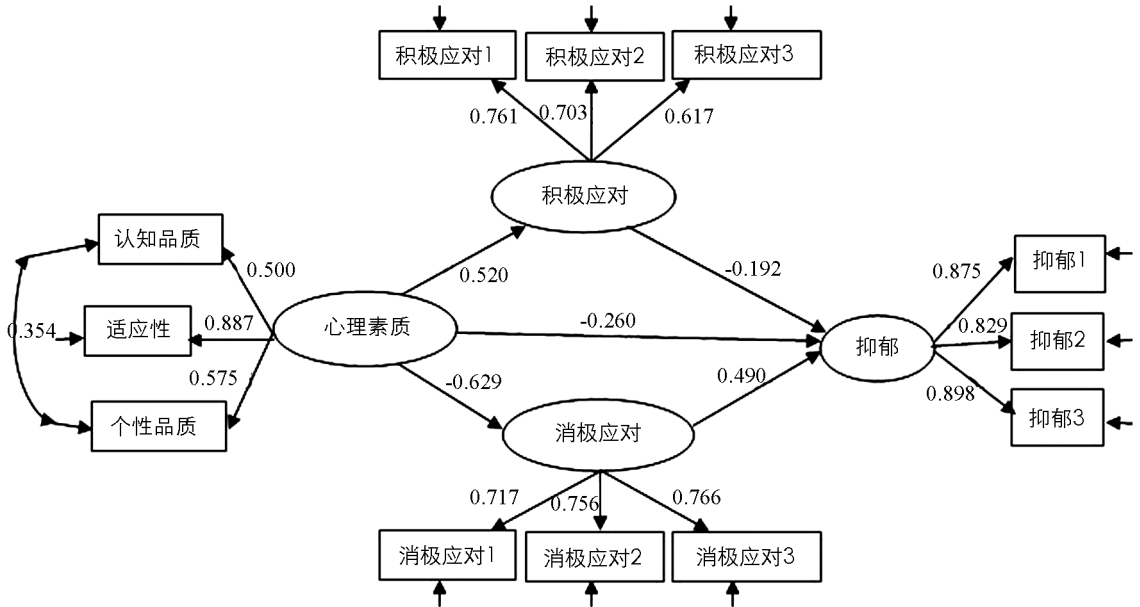 积极应对1
积极应对2
积极应对3
0.761
0.703
0.617
积极应对
认知品质
0.500
0.520
-0.192
0.875
抑郁1
0.354
适应性
0.887
心理素质
-0.260
抑郁
0.829
抑郁2
0.575
-0.629
0.490
0.898
个性品质
消极应对
抑郁3
0.717
0.756
0.766
消极应对1
消极应对2
消极应对3